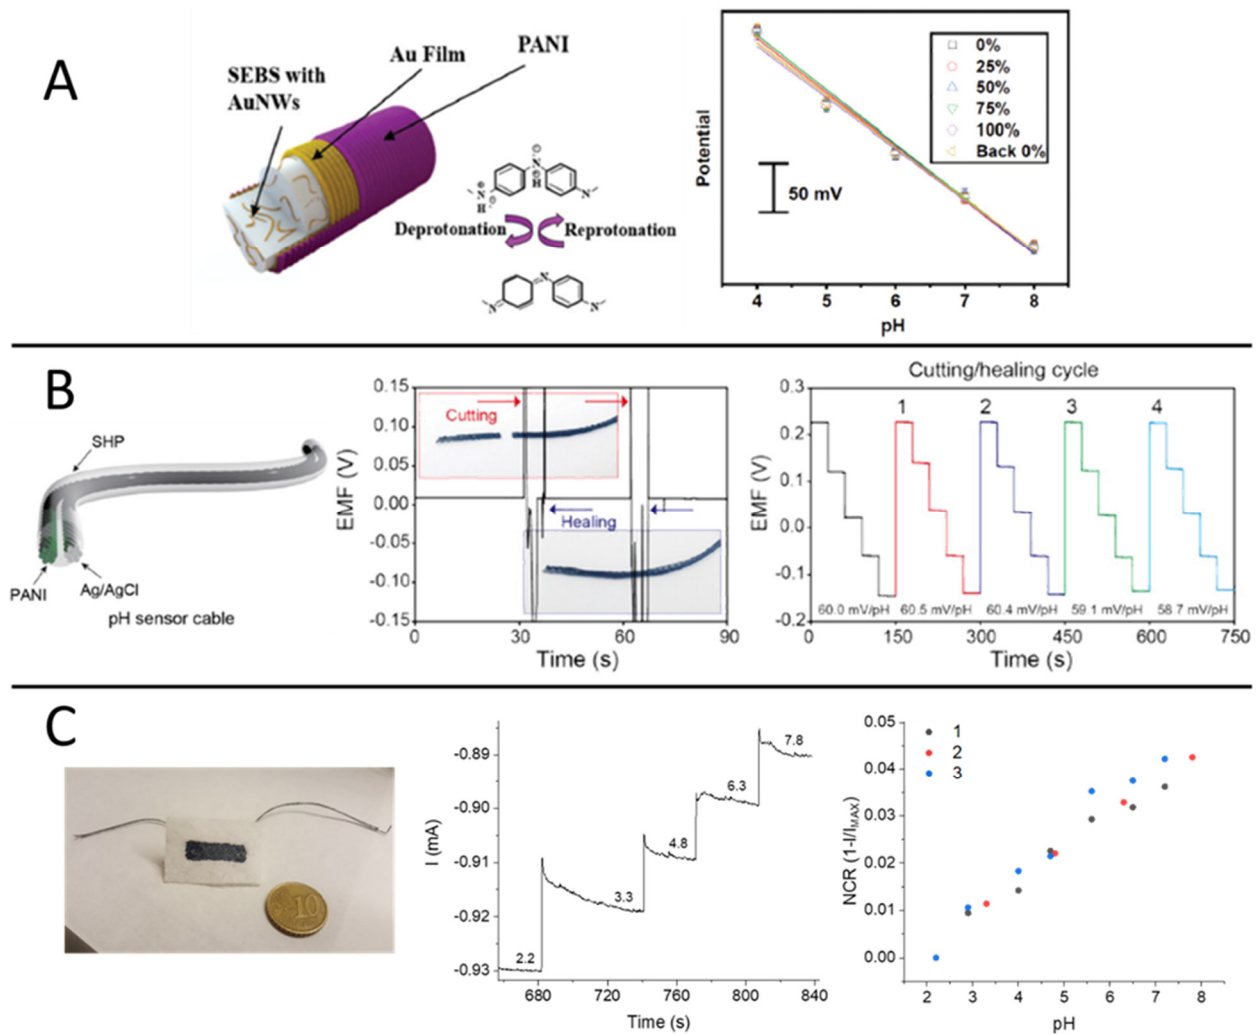 A
SEBS with
AuNWs
Au Film
PANI
Deprotonation
Reprotonation
Potential
50 mV
0%
25%
50%
75%
100%
Back 0%
4 5 6 7 8
pH
B
SHP
PANI
Ag/AgCl
pH sensor cable
EMF (V)
0.15
0.10
0.05
0.00
-0.05
-0.10
-0.15
Cutting
Healing
0 30 60 90
Time (s)
Cutting/healing cycle
EMF (V)
0.3
0.2
0.1
0.0
-0.1
-0.2
1 2 3 4
60.0 mV/pH 60.5 mV/pH 60.4 mV/pH 59.1 mV/pH 58.7 mV/pH
0 150 300 450 600 750
Time (s)
C
10
I (mA)
-0.89
-0.90
-0.91
-0.92
-0.93
2.2
3.3
4.8
6.3
7.8
680 720 760 800 840
Time (s)
NCR (1-I/IMAX)
0.05
0.04
0.03
0.02
0.01
0.00
1
2
3
2 3 4 5 6 7 8
pH